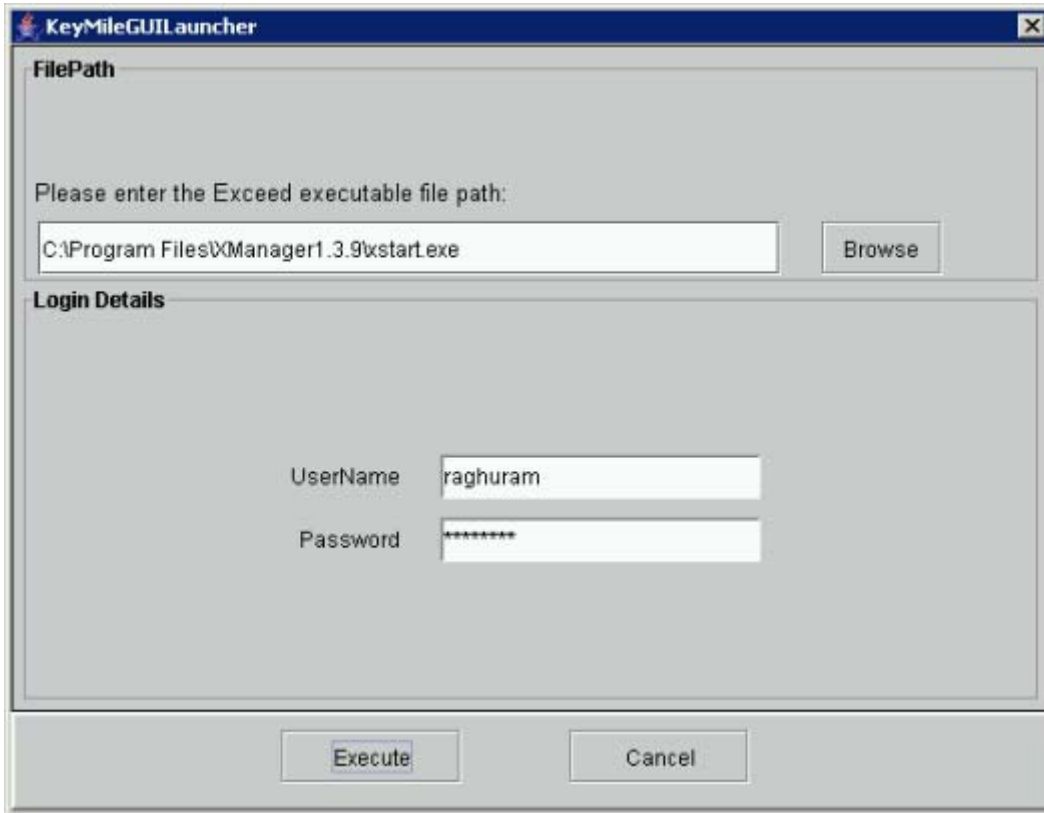 KeyMileGUILauncher
FilePath
Please enter the Exceed executable file path:
C:\Program Files\XManager1.3.9\xstart.exe
Browse
Login Details
UserName
raghuram
Password
********
Execute
Cancel